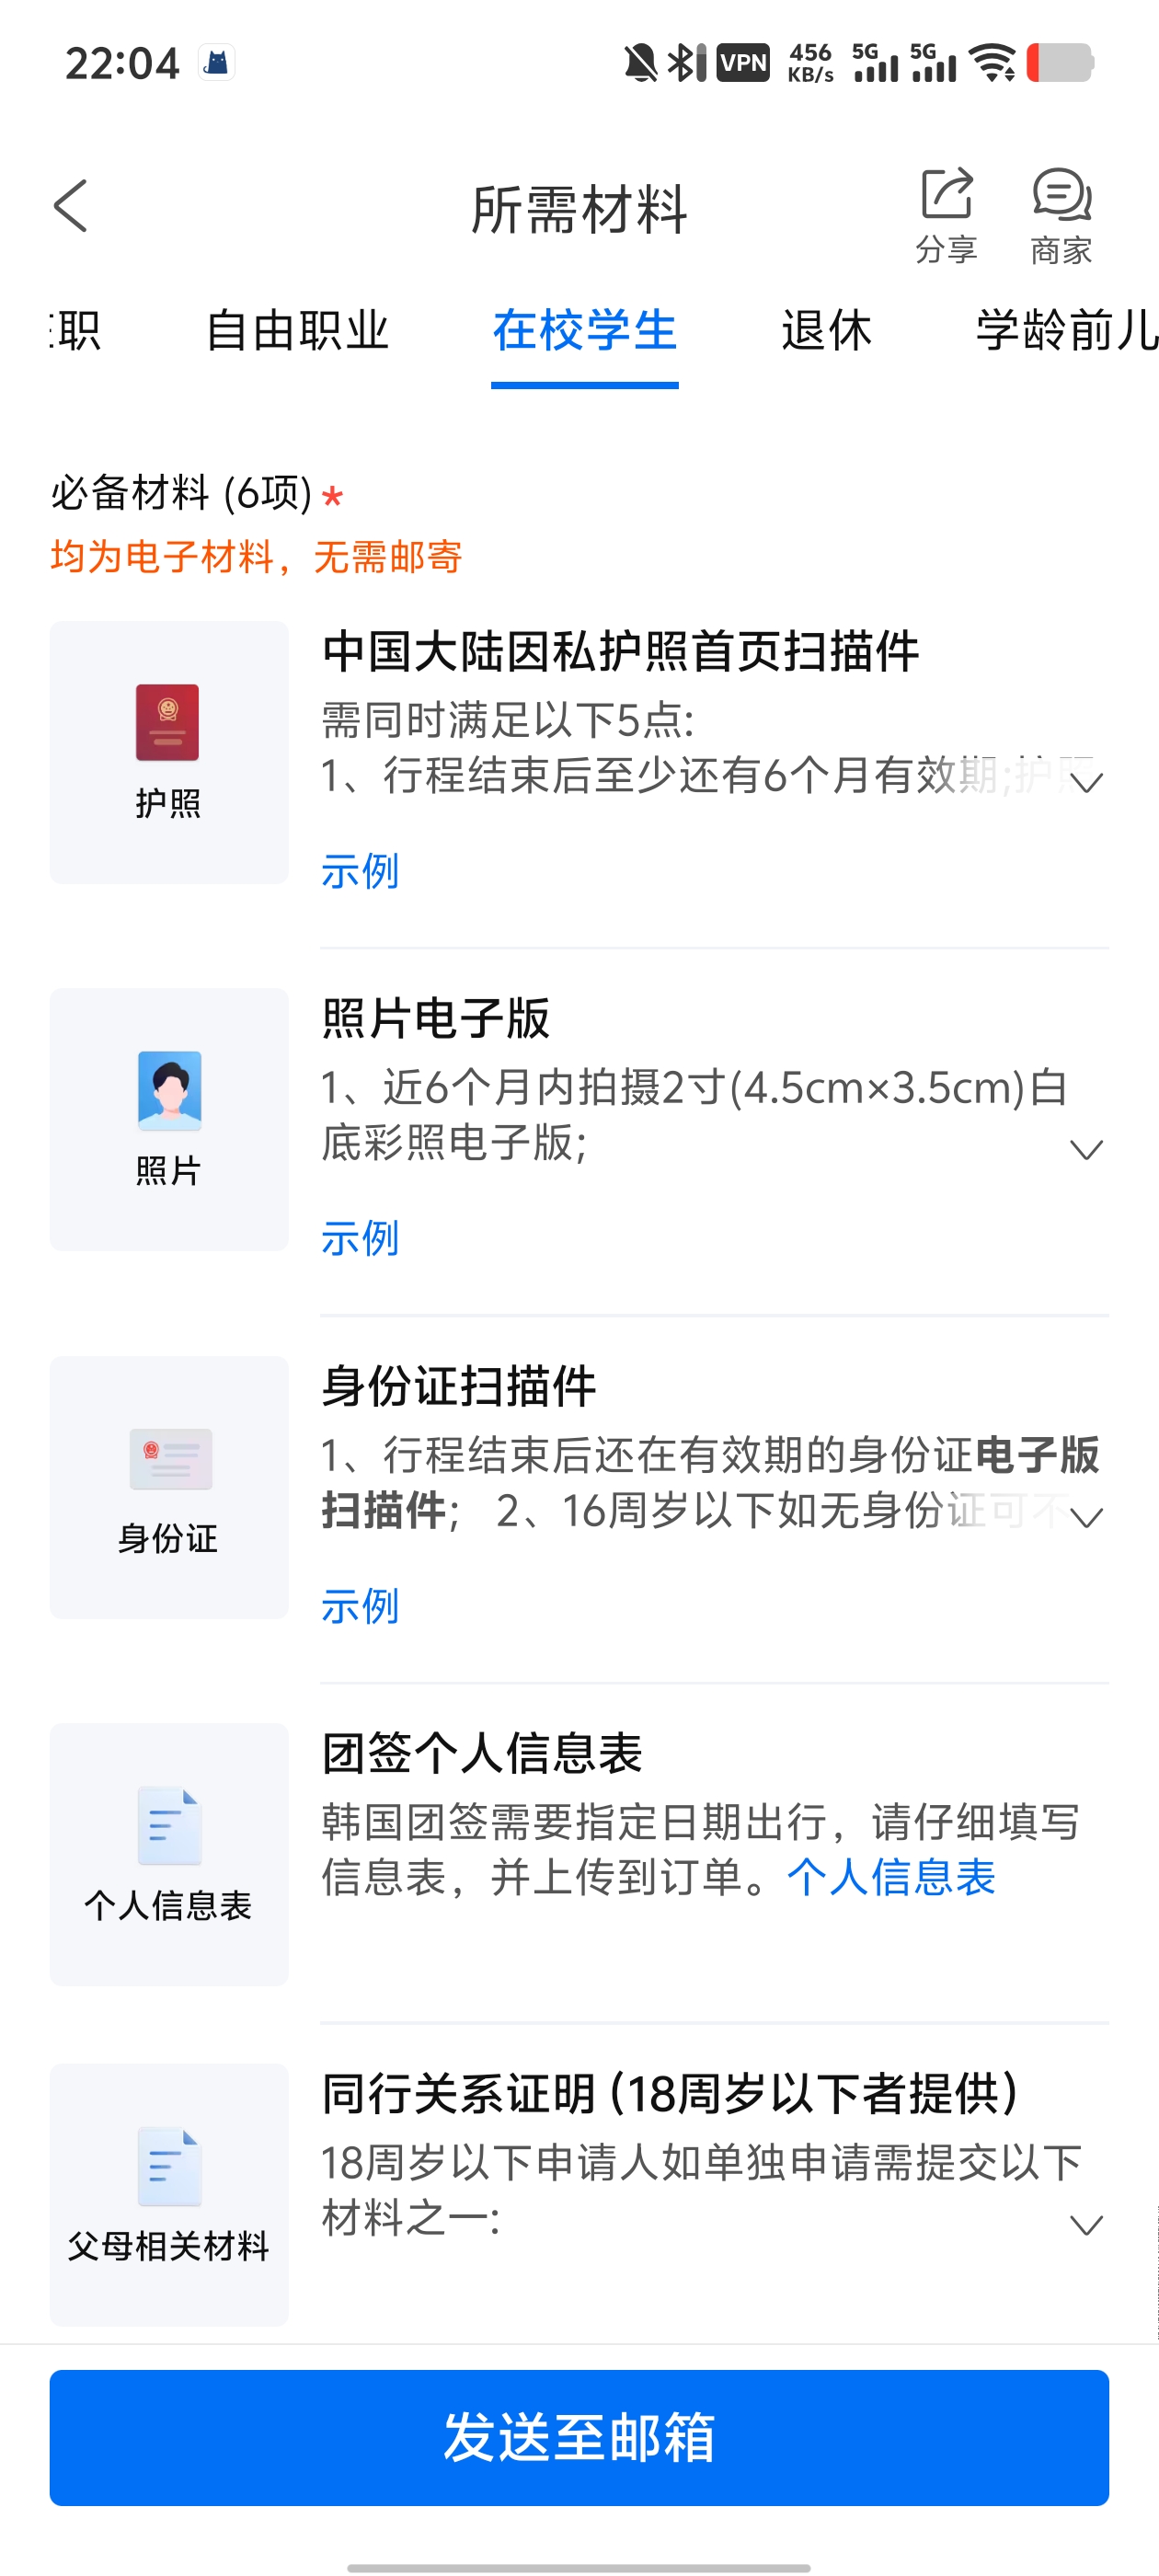 22:04
VPN
456
KB/s
5G
5G
所需材料
分享
商家
职
自由职业
在校学生
退休
学龄前儿
必备材料 (6项)*
均为电子材料，无需邮寄
护照
中国大陆因私护照首页扫描件
需同时满足以下5点:
1、行程结束后至少还有6个月有效期;护照
示例
照片
照片电子版
1、近6个月内拍摄2寸(4.5cm×3.5cm)白
底彩照电子版;
示例
身份证
身份证扫描件
1、行程结束后还在有效期的身份证电子版
扫描件； 2、16周岁以下如无身份证可不
示例
个人信息表
团签个人信息表
韩国团签需要指定日期出行，请仔细填写
信息表，并上传到订单。个人信息表
父母相关材料
同行关系证明 (18周岁以下者提供)
18周岁以下申请人如单独申请需提交以下
材料之一:
发送至邮箱